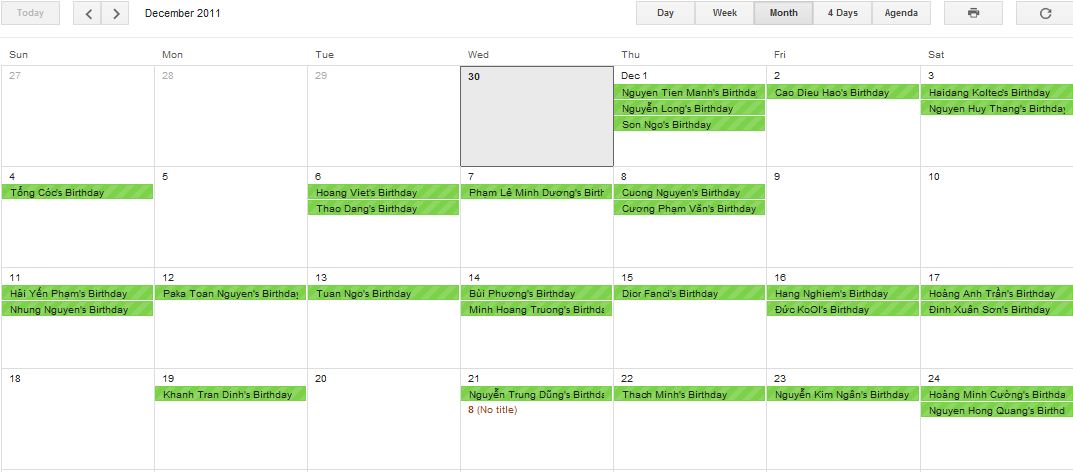 Today December 2011 Day Week Month 4 Days Agenda
Sun Mon Tue Wed Thu Fri Sat
27 28 29 30 Dec 1 2 3
Nguyen Tien Manh's Birthda Cao Dieu Hao's Birthday Haidang Koltec's Birthday
Nguyễn Long's Birthday Nguyen Huy Thang's Birthday
Son Ngo's Birthday
4 5 6 7 8 9 10
Tống Cóc's Birthday Hoang Viet's Birthday Phạm Lê Minh Dương's Birth Cuong Nguyen's Birthday
Thao Dang's Birthday Cương Phạm Văn's Birthday
11 12 13 14 15 16 17
Hải Yến Phạm's Birthday Paka Toan Nguyen's Birthday Tuan Ngo's Birthday Bùi Phương's Birthday Dior Fanci's Birthday Hang Nghiem's Birthday Hoàng Anh Trần's Birthday
Nhung Nguyen's Birthday Minh Hoang Truong's Birthda Đức KoOl's Birthday Đinh Xuân Sơn's Birthday
18 19 20 21 22 23 24
Khanh Tran Dinh's Birthday Nguyễn Trung Dũng's Birthda Thach Minh's Birthday Nguyễn Kim Ngân's Birthday Hoàng Minh Cường's Birthda
8 (No title) Nguyen Hong Quang's Birthd